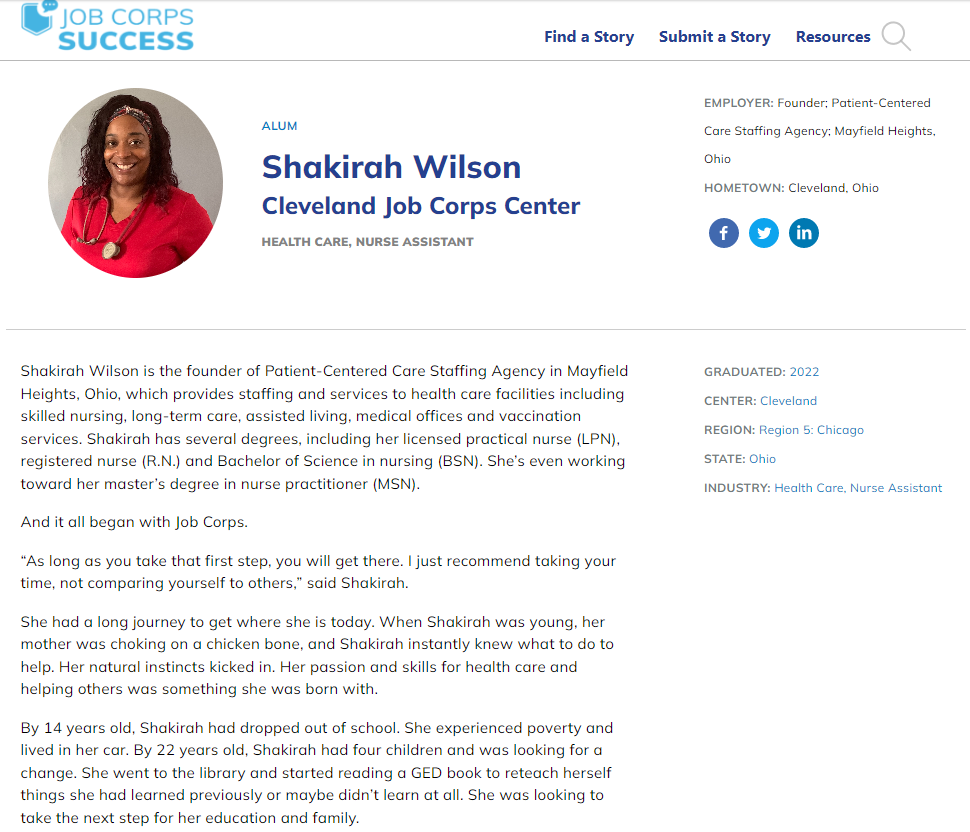 JOB CORPS
SUCCESS
Find a Story
Submit a Story
Resources
ALUM
Shakirah Wilson
Cleveland Job Corps Center
HEALTH CARE, NURSE ASSISTANT
EMPLOYER: Founder; Patient-Centered
Care Staffing Agency; Mayfield Heights,
Ohio
HOMETOWN: Cleveland, Ohio
f
in
Shakirah Wilson is the founder of Patient-Centered Care Staffing Agency in Mayfield
Heights, Ohio, which provides staffing and services to health care facilities including
skilled nursing, long-term care, assisted living, medical offices and vaccination
services. Shakirah has several degrees, including her licensed practical nurse (LPN),
registered nurse (R.N.) and Bachelor of Science in nursing (BSN). She’s even working
toward her master’s degree in nurse practitioner (MSN).
And it all began with Job Corps.
“As long as you take that first step, you will get there. I just recommend taking your
time, not comparing yourself to others,” said Shakirah.
She had a long journey to get where she is today. When Shakirah was young, her
mother was choking on a chicken bone, and Shakirah instantly knew what to do to
help. Her natural instincts kicked in. Her passion and skills for health care and
helping others was something she was born with.
By 14 years old, Shakirah had dropped out of school. She experienced poverty and
lived in her car. By 22 years old, Shakirah had four children and was looking for a
change. She went to the library and started reading a GED book to reteach herself
things she had learned previously or maybe didn’t learn at all. She was looking to
take the next step for her education and family.
GRADUATED: 2022
CENTER: Cleveland
REGION: Region 5: Chicago
STATE: Ohio
INDUSTRY: Health Care, Nurse Assistant